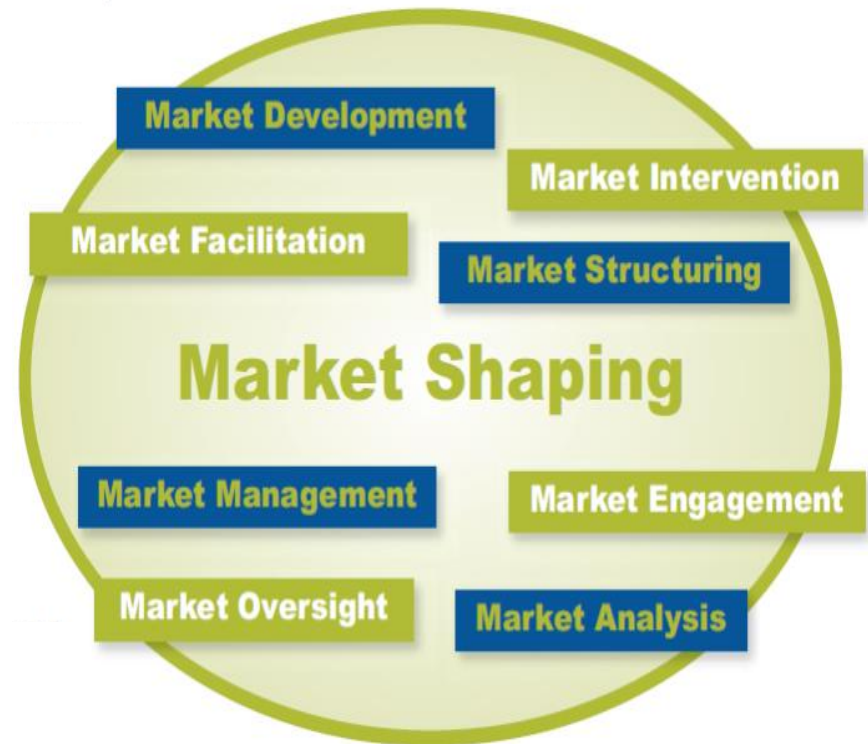 Market Development
Market Intervention
Market Facilitation
Market Structuring
Market Shaping
Market Management
Market Engagement
Market Oversight
Market Analysis